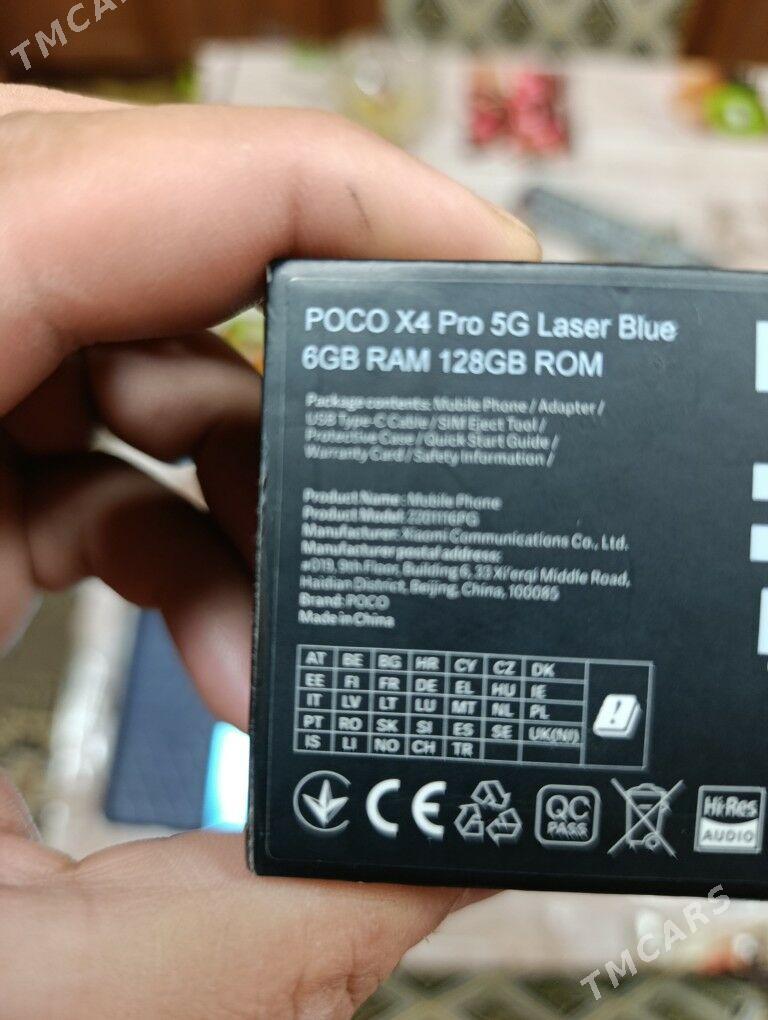 TMCARS
POCO X4 Pro 5G Laser Blue
6GB RAM 128GB ROM
Package contents: Mobile Phone / Adapter /
USB Type-C Cable / SIM Eject Tool /
Protective Case / Quick Start Guide /
Warranty Card / Safety Information /
Product Name: Mobile Phone
Product Model: 2201116PG
Manufacturer: Xiaomi Communications Co., Ltd.
Manufacturer postal address:
#019, 9th Floor, Building 6, 33 Xi'erqi Middle Road,
Haidian District, Beijing, China, 100085
Brand: POCO
Made in China
AT BE BG HR CY CZ DK
EE FI FR DE EL HU IE
IT LV LT LU MT NL PL
PT RO SK SI ES SE UK(NI)
IS LI NO CH TR
!
CE
QC
PASS
Hi-Res
AUDIO
TMCARS